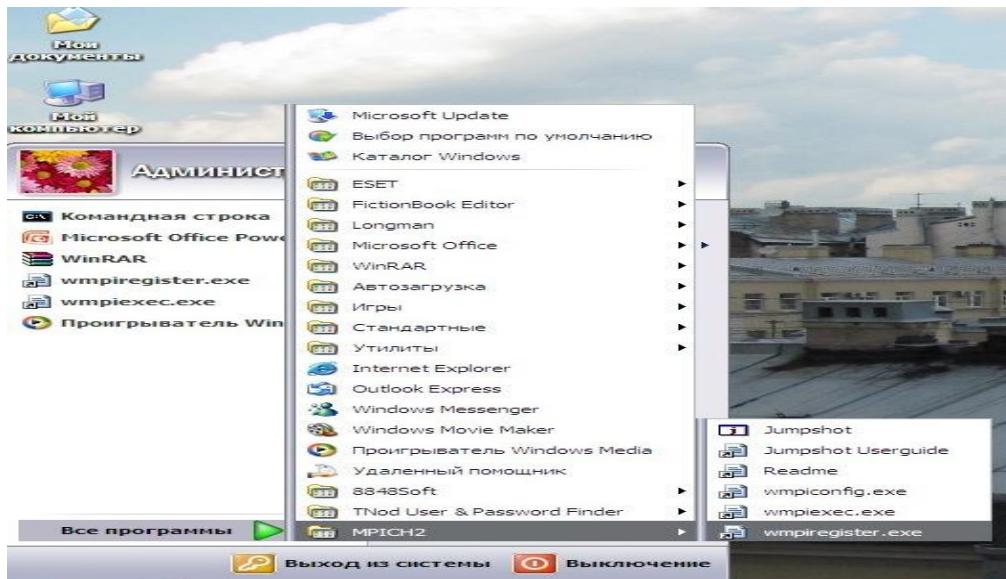 Мои
документы
Мой
компьютер
Админист
Командная строка
Microsoft Office Powe
WinRAR
wmpiregister.exe
wmpiexec.exe
Проигрыватель Win
Все программы
Microsoft Update
Выбор программ по умолчанию
Каталог Windows
ESET
FictionBook Editor
Longman
Microsoft Office
WinRAR
Автозагрузка
Игры
Стандартные
Утилиты
Internet Explorer
Outlook Express
Windows Messenger
Windows Movie Maker
Проигрыватель Windows Media
Удаленный помощник
8848Soft
TNod User & Password Finder
MPICH2
Jumpshot
Jumpshot Userguide
Readme
wmpiconfig.exe
wmpiexec.exe
wmpiregister.exe
Выход из системы
Выключение